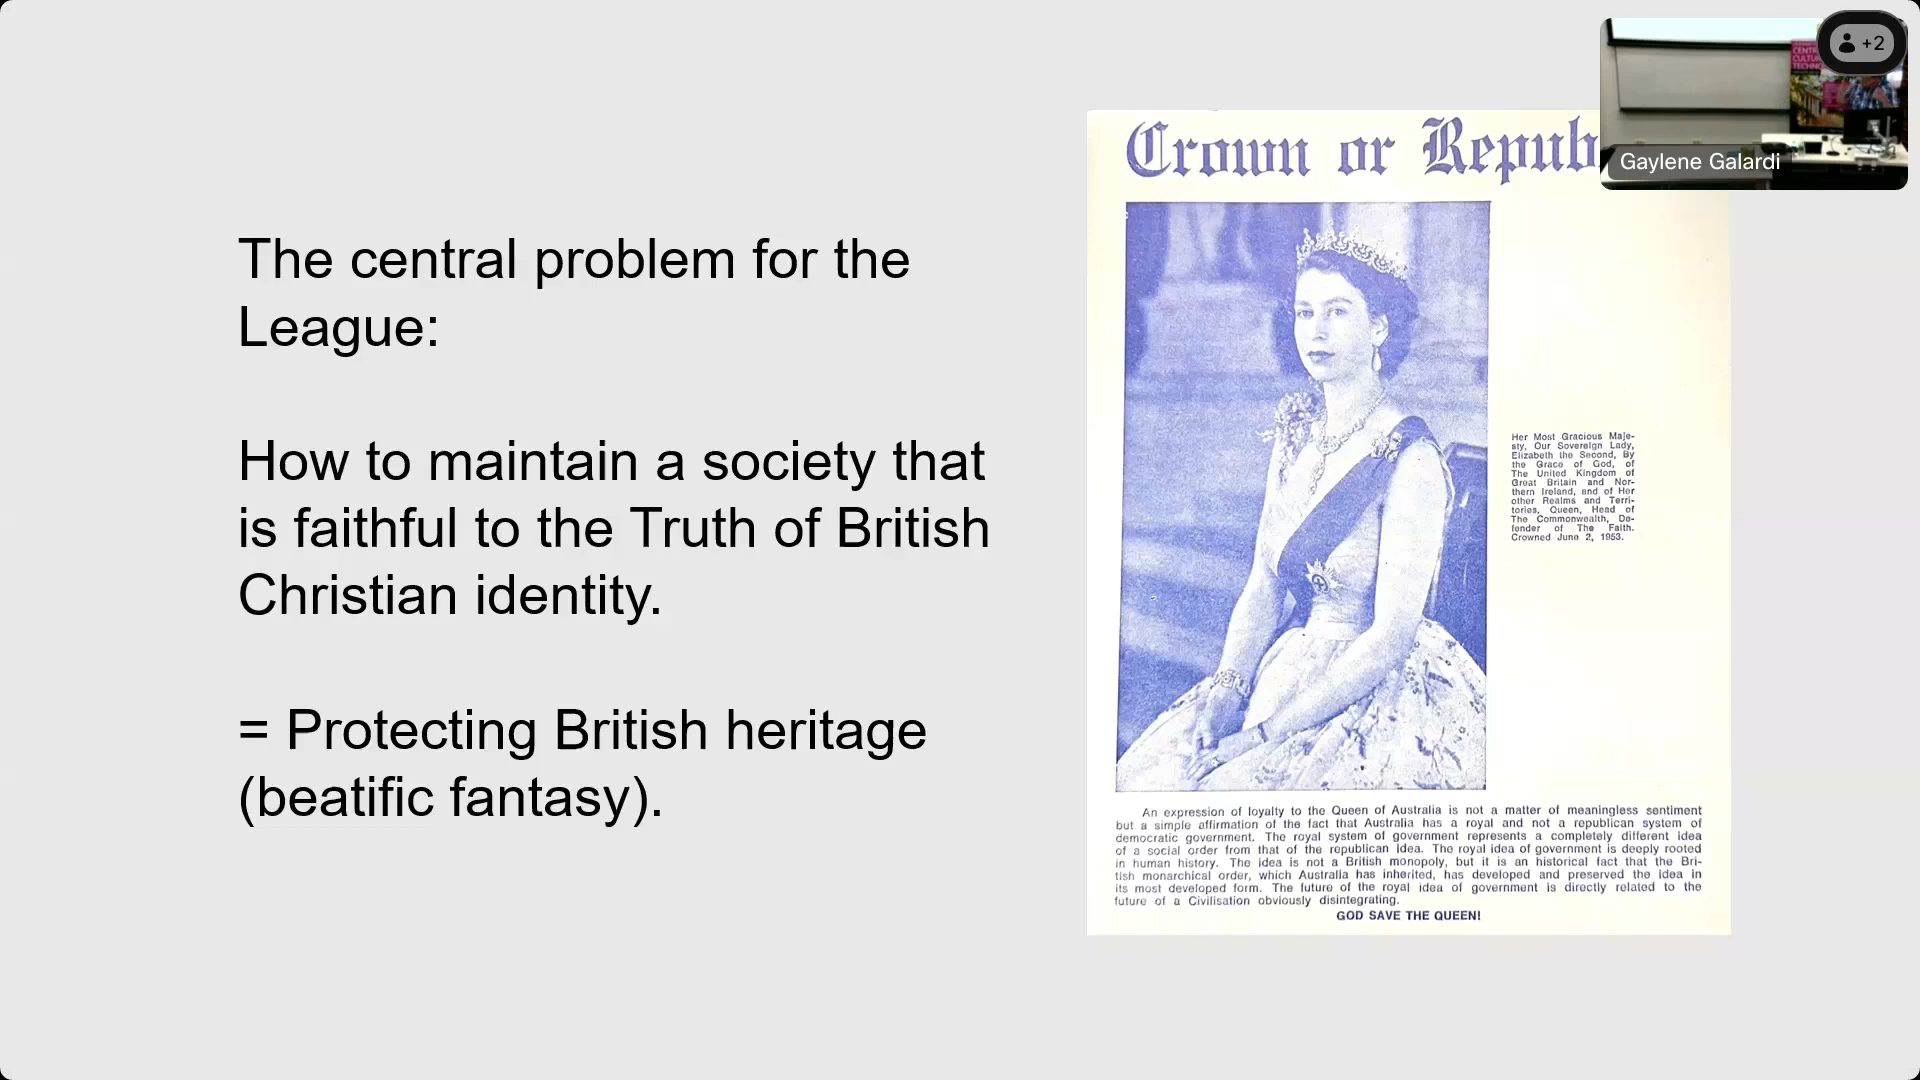 The central problem for the
League:
How to maintain a society that
is faithful to the Truth of British
Christian identity.
= Protecting British heritage
(beatific fantasy).
Crown or Repub
Her Most Gracious Maje-
sty, Our Sovereign Lady,
Elizabeth the Second, By
the Grace of God, of
The United Kingdom of
Great Britain and Nor-
thern Ireland, and of Her
other Realms and Terri-
tories, Queen, Head of
The Commonwealth, De-
fender of The Faith.
Crowned June 2, 1953.
An expression of loyalty to the Queen of Australia is not a matter of meaningless sentiment
but a simple affirmation of the fact that Australia has a royal and not a republican system of
democratic government. The royal system of government represents a completely different idea
of a social order from that of the republican idea. The royal idea of government is deeply rooted
in human history. The idea is not a British monopoly, but it is an historical fact that the Bri-
tish monarchical order, which Australia has inherited, has developed and preserved the idea in
its most developed form. The future of the royal idea of government is directly related to the
future of a Civilisation obviously disintegrating.
GOD SAVE THE QUEEN!
+2
Gaylene Galardi